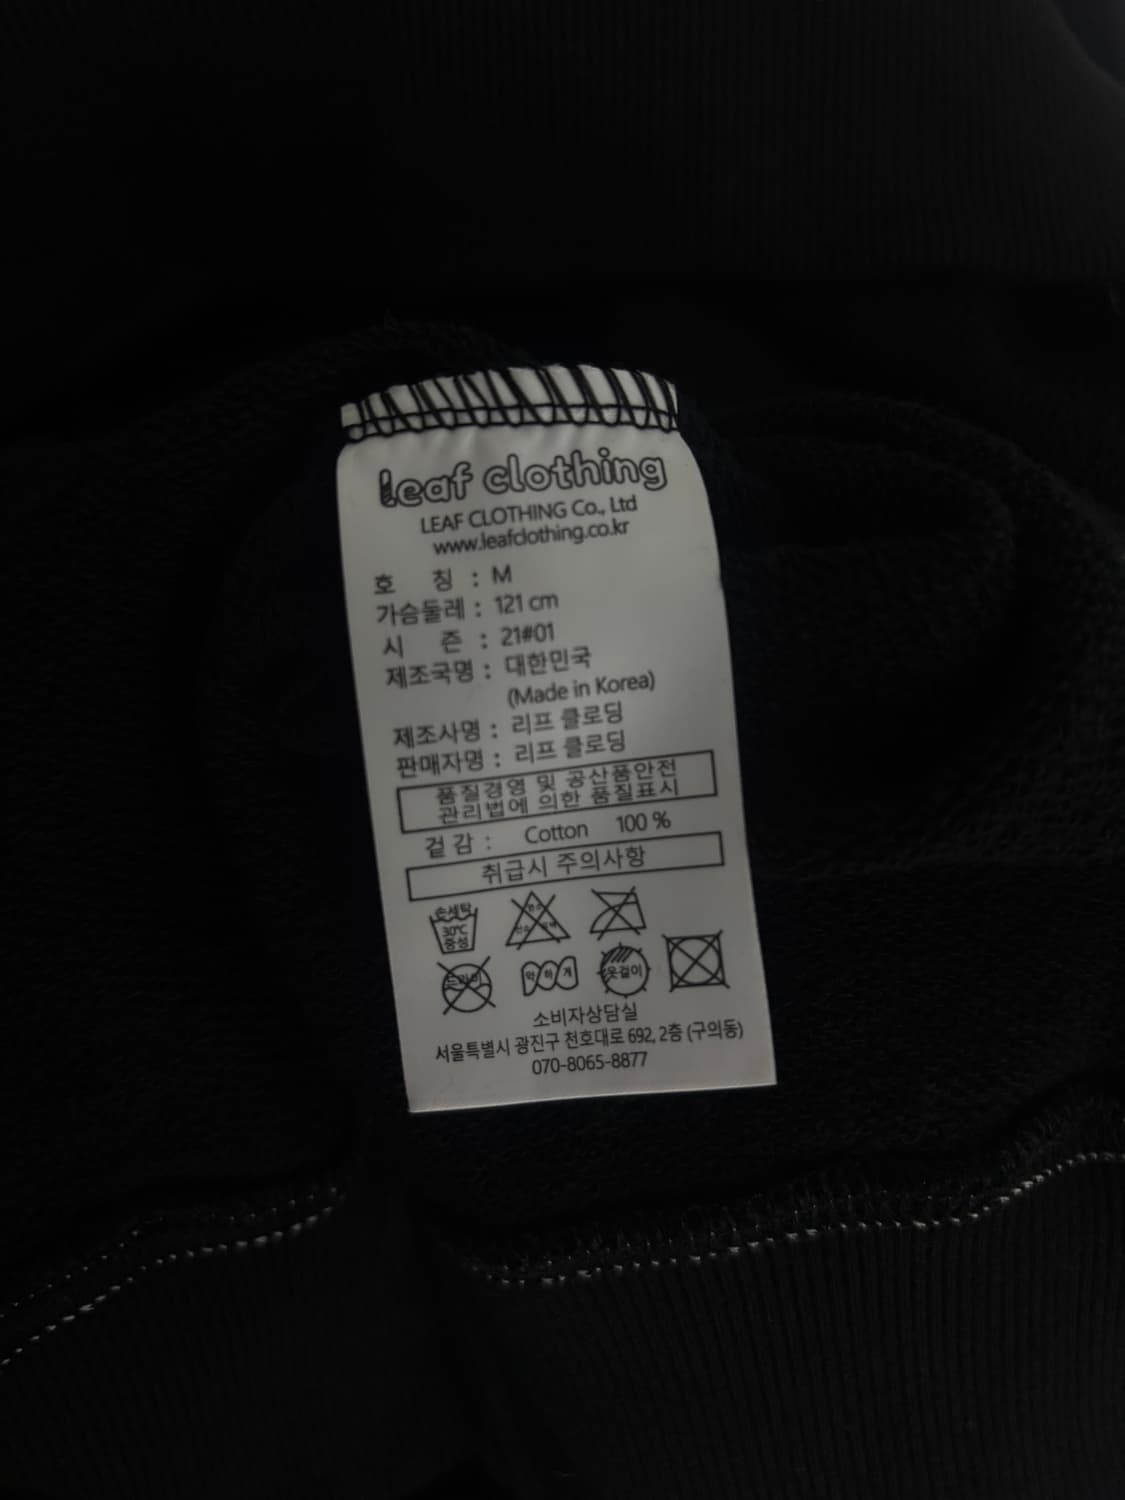 leaf clothing
LEAF CLOTHING Co., Ltd
www.leafclothing.co.kr
호 칭 : M
가슴둘레 : 121 cm
시 즌 : 21#01
제조국명 : 대한민국
(Made in Korea)
제조사명 : 리프 클로딩
판매자명 : 리프 클로딩
품질경영 및 공산품안전
관리법에 의한 품질표시
겉감 : Cotton 100 %
취급시 주의사항
손세탁
30℃
중성
약하게
옷걸이
소비자상담실
서울특별시 광진구 천호대로 692, 2층 (구의동)
070-8065-8877